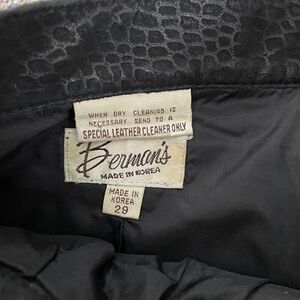 WHEN DRY CLEANING IS
NECESSARY SEND TO A
SPECIAL LEATHER CLEANER ONLY
Berman's
MADE IN KOREA
MADE IN
KOREA
29